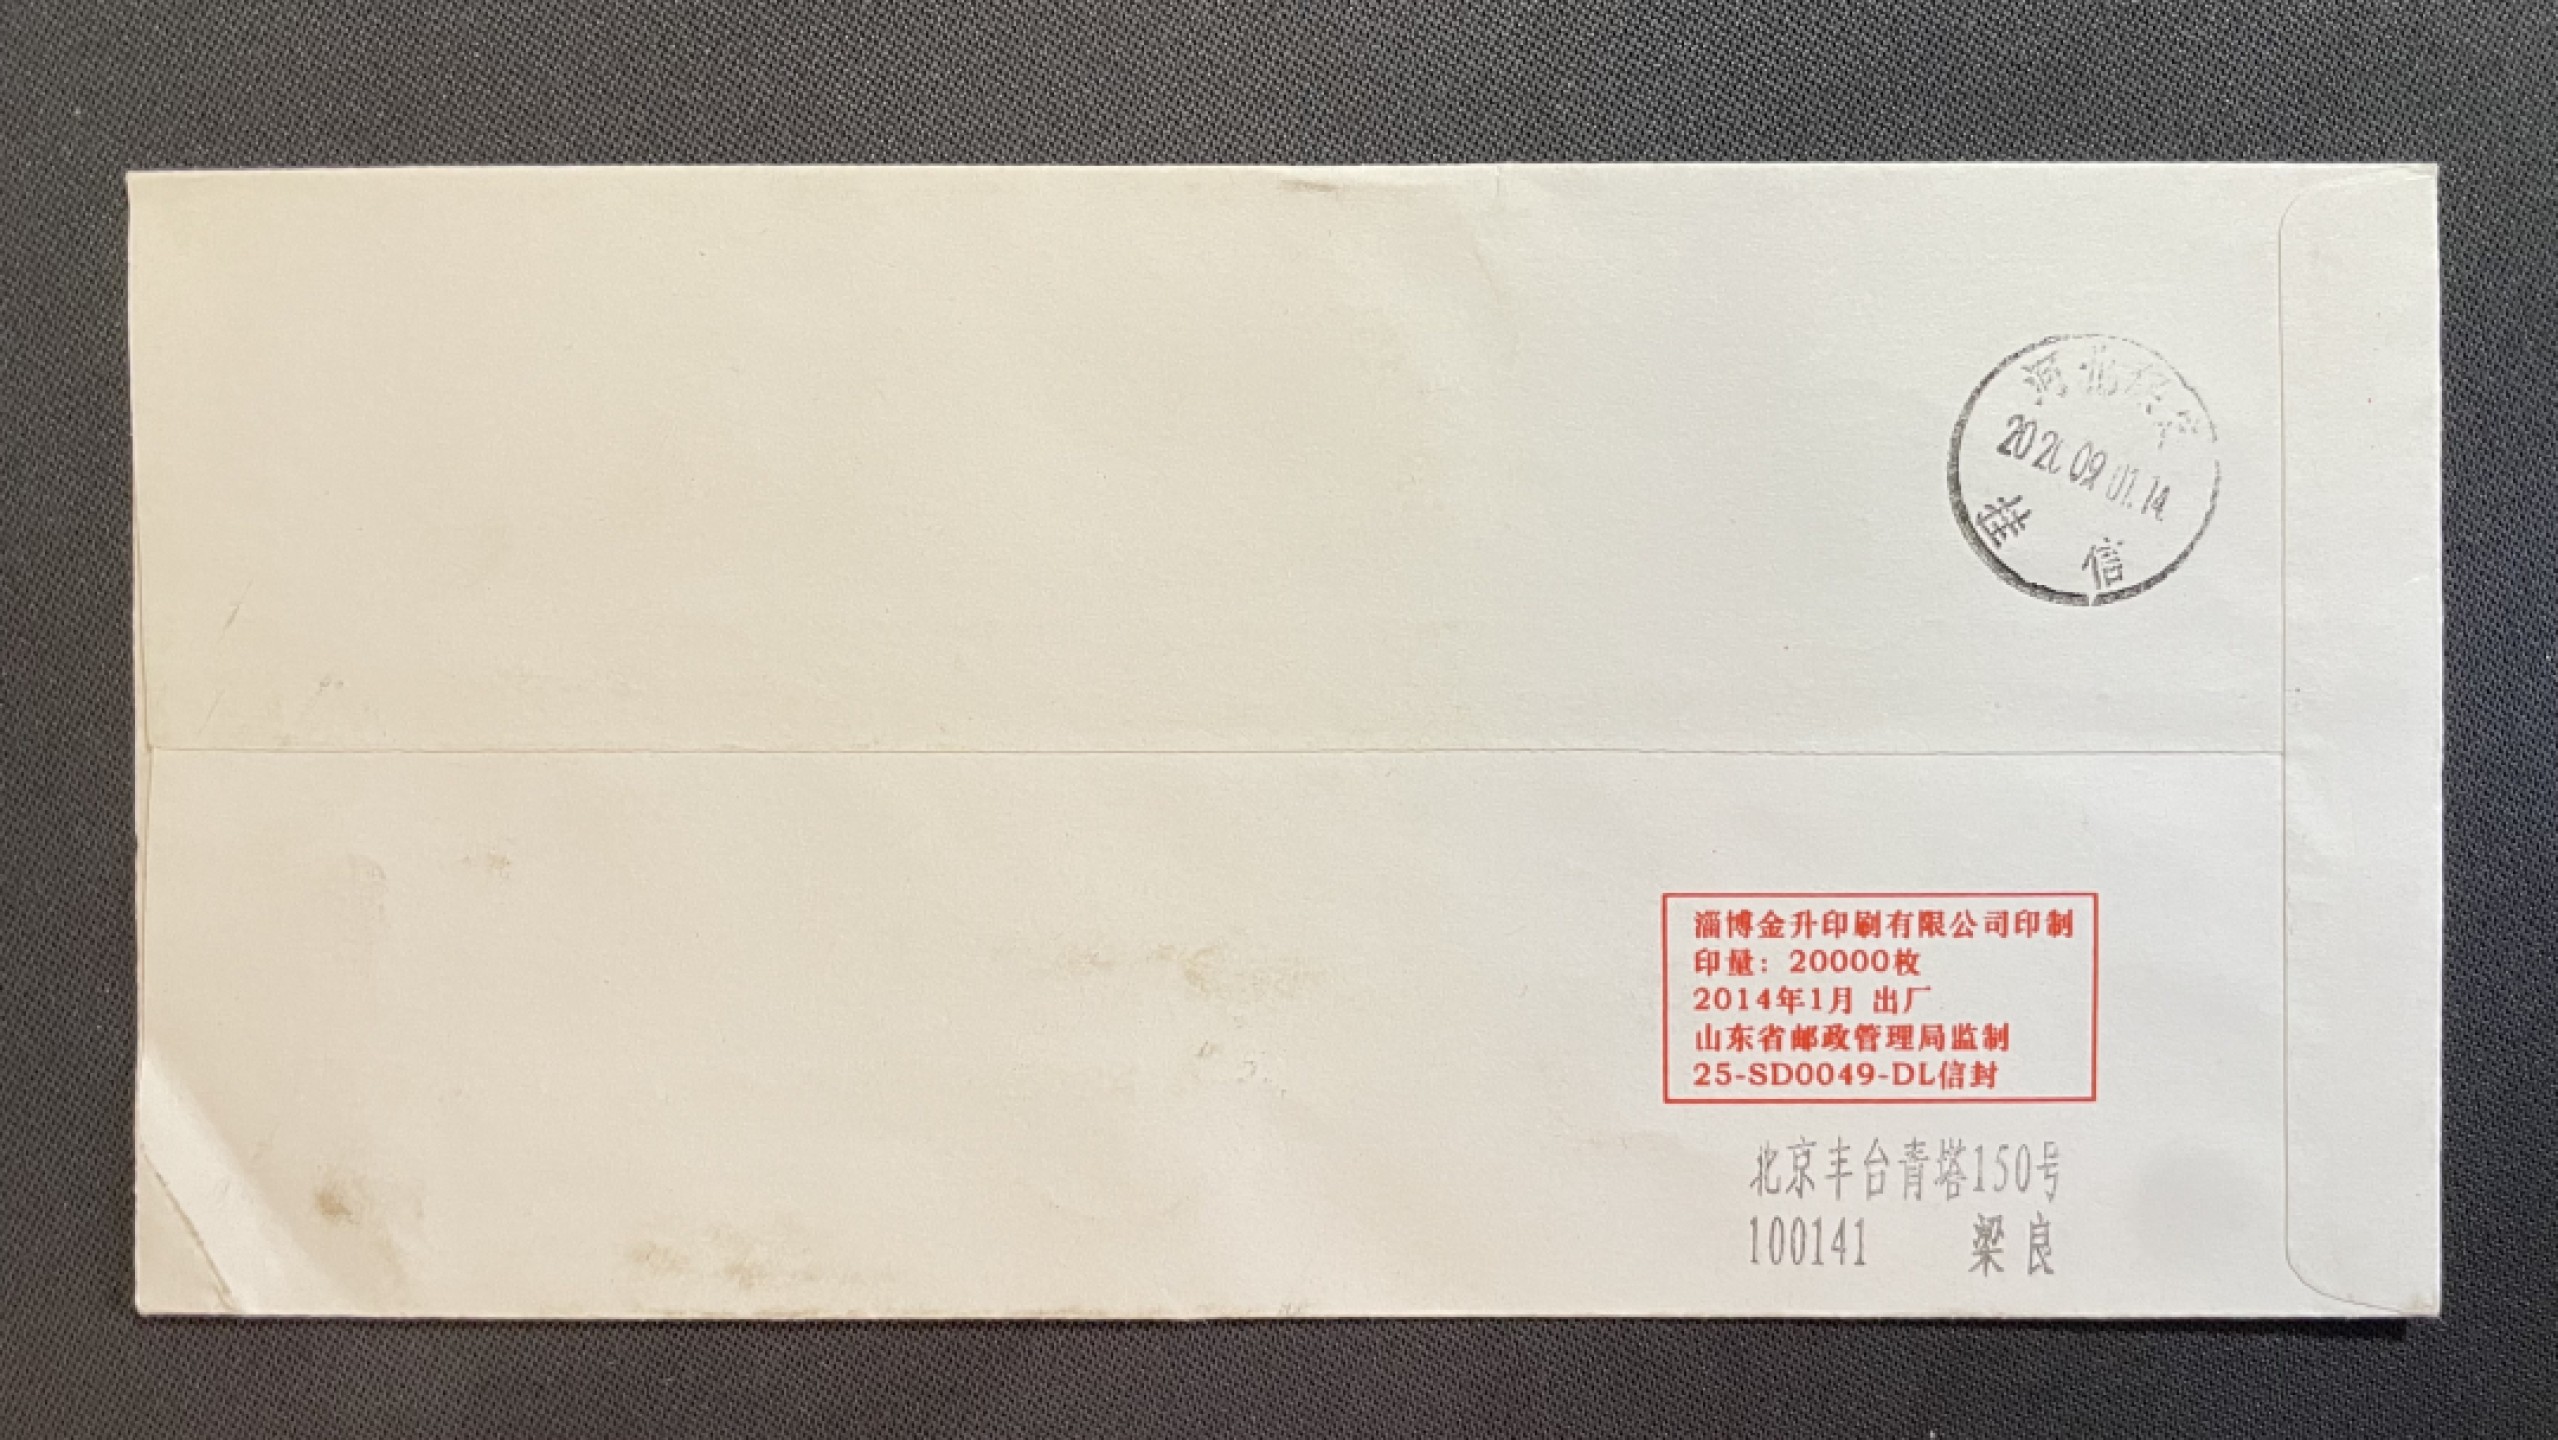 河北
2020.09.01.14
挂信
淄博金升印刷有限公司印制
印量：20000枚
2014年1月 出厂
山东省邮政管理局监制
25-SD0049-DL信封
北京丰台青塔150号
100141 梁良